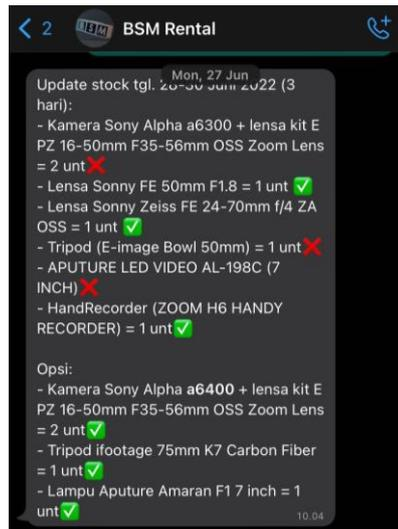 2
BSM
BSM Rental
Mon, 27 Jun
Update stock tgl. 28-30 Juni 2022 (3
hari):
- Kamera Sony Alpha a6300 + lensa kit E
PZ 16-50mm F35-56mm OSS Zoom Lens
= 2 unt❌
- Lensa Sonny FE 50mm F1.8 = 1 unt ✅
- Lensa Sonny Zeiss FE 24-70mm f/4 ZA
OSS = 1 unt ✅
- Tripod (E-image Bowl 50mm) = 1 unt❌
- APUTURE LED VIDEO AL-198C (7
INCH)❌
- HandRecorder (ZOOM H6 HANDY
RECORDER) = 1 unt✅
Opsi:
- Kamera Sony Alpha a6400 + lensa kit E
PZ 16-50mm F35-56mm OSS Zoom Lens
= 2 unt✅
- Tripod ifootage 75mm K7 Carbon Fiber
= 1 unt✅
- Lampu Aputure Amaran F1 7 inch = 1
unt✅
10.04